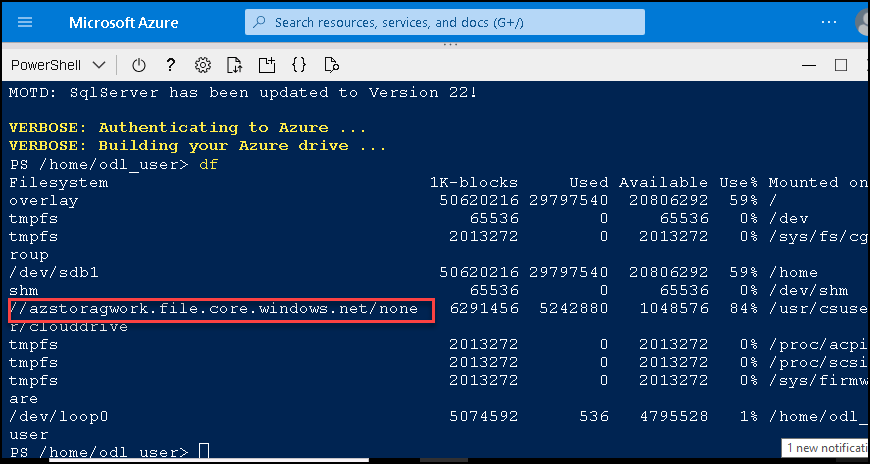 Microsoft Azure
Search resources, services, and docs (G+/)
PowerShell
MOTD: SqlServer has been updated to Version 22!
VERBOSE: Authenticating to Azure ...
VERBOSE: Building your Azure drive ...
PS /home/odl_user> df
Filesystem 1K-blocks Used Available Use% Mounted on
overlay 50620216 29797540 20806292 59% /
tmpfs 65536 0 65536 0% /dev
tmpfs 2013272 0 2013272 0% /sys/fs/cg
roup
/dev/sdb1 50620216 29797540 20806292 59% /home
shm 65536 0 65536 0% /dev/shm
//azstoragwork.file.core.windows.net/none 6291456 5242880 1048576 84% /usr/csuse
r/clouddrive
tmpfs 2013272 0 2013272 0% /proc/acpi
tmpfs 2013272 0 2013272 0% /proc/scsi
tmpfs 2013272 0 2013272 0% /sys/firmw
are
/dev/loop0 5074592 536 4795528 1% /home/odl_
user
PS /home/odl_user>
1 new notificati